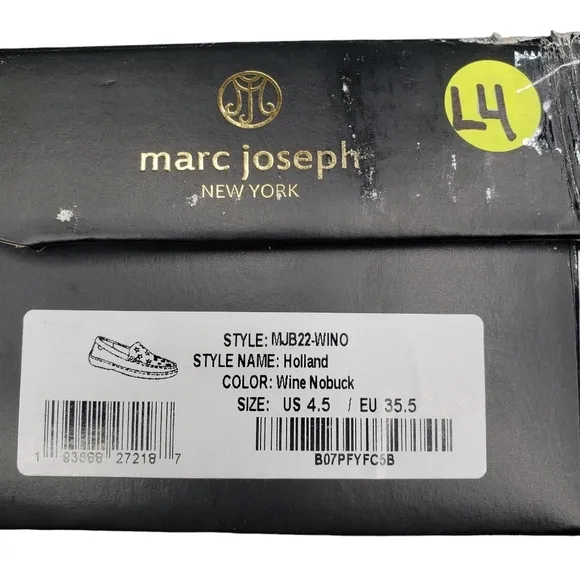 L4
marc joseph
NEW YORK
STYLE: MJB22-WINO
STYLE NAME: Holland
COLOR: Wine Nobuck
SIZE: US 4.5 / EU 35.5
1 93888 27218 7
B07PFYFC5B